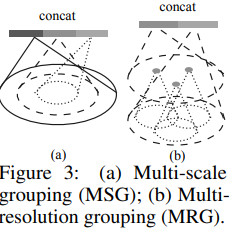 concat
concat
(a)
(b)
Figure 3: (a) Multi-scale
grouping (MSG); (b) Multi-
resolution grouping (MRG).